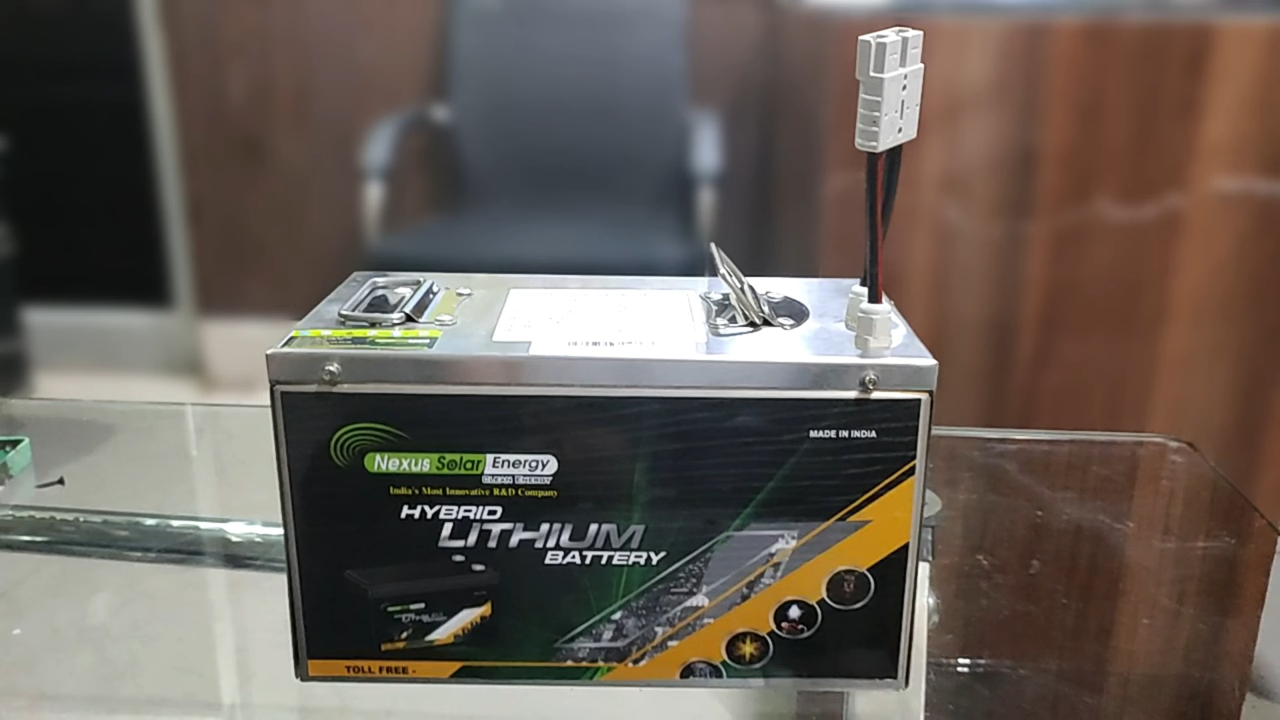 MADE IN INDIA
Nexus Solar Energy
CLEAN ENERGY
India's Most Innovative R&D Company
HYBRID
LITHIUM
BATTERY
TOLL FREE -